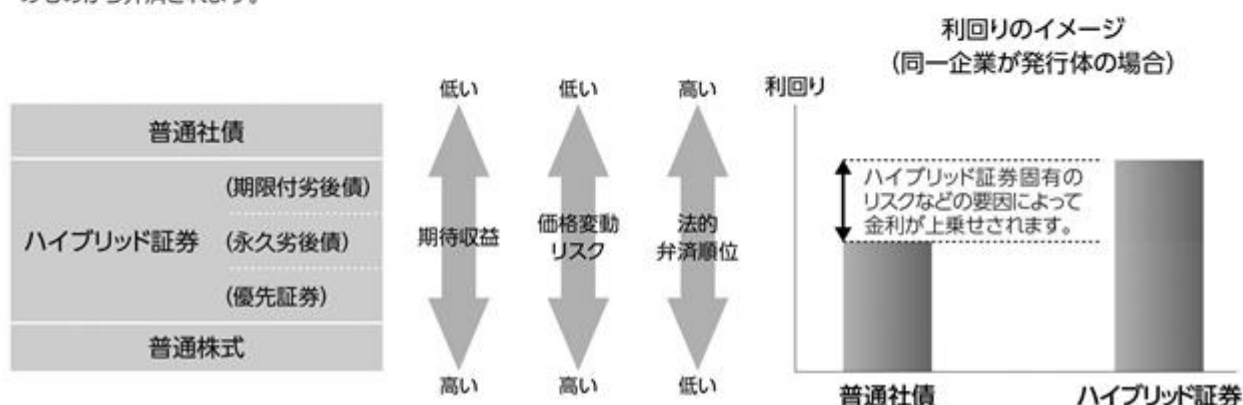 利回りのイメージ
(同一企業が発行体の場合)
普通社債
ハイブリッド証券
(期限付劣後債)
(永久劣後債)
(優先証券)
普通株式
低い
期待収益
高い
低い
価格変動
リスク
高い
高い
法的
弁済順位
低い
利回り
ハイブリッド証券固有の
リスクなどの要因によって
金利が上乗せされます。
普通社債
ハイブリッド証券